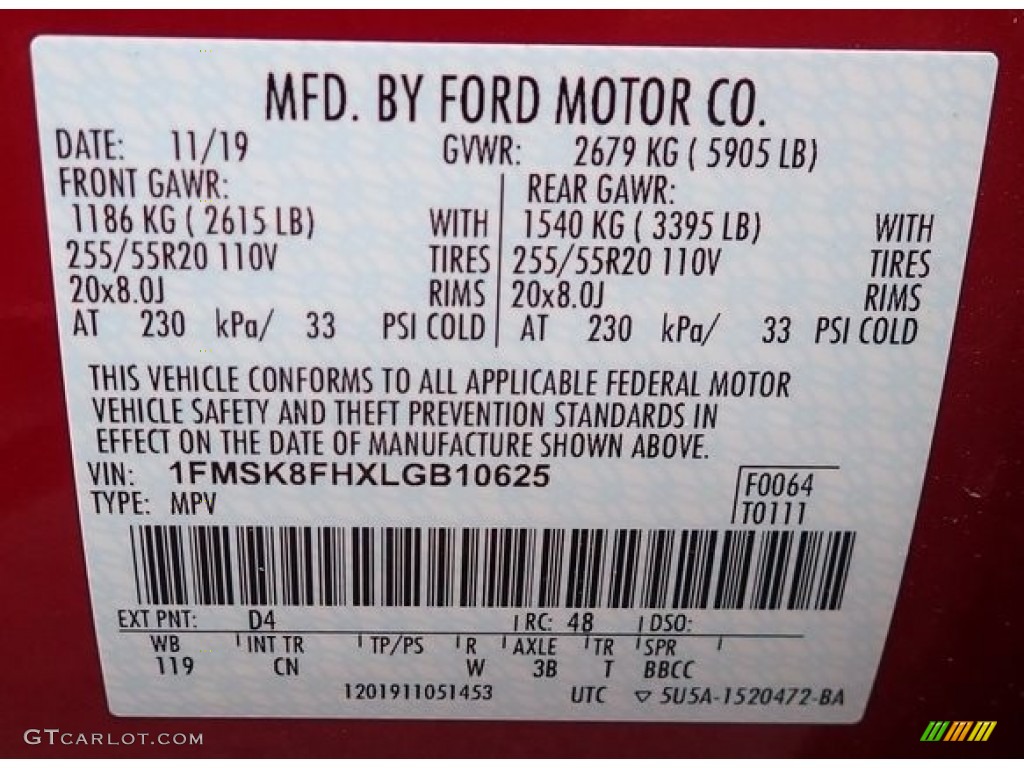 MFD. BY FORD MOTOR CO.
DATE: 11/19 GVWR: 2679 KG ( 5905 LB)
FRONT GAWR: REAR GAWR:
1186 KG ( 2615 LB) WITH 1540 KG ( 3395 LB) WITH
255/55R20 110V TIRES 255/55R20 110V TIRES
20x8.0J RIMS 20x8.0J RIMS
AT 230 kPa/ 33 PSI COLD AT 230 kPa/ 33 PSI COLD
THIS VEHICLE CONFORMS TO ALL APPLICABLE FEDERAL MOTOR
VEHICLE SAFETY AND THEFT PREVENTION STANDARDS IN
EFFECT ON THE DATE OF MANUFACTURE SHOWN ABOVE.
VIN: 1FMSK8FHXLGB10625 F0064
TYPE: MPV T0111
EXT PNT: D4 RC: 48 DSO:
WB INT TR TP/PS R AXLE TR SPR
119 CN W 3B T BBCC
1201911051453 UTC ▽ 5U5A-1520472-BA
GTCARLOT.COM